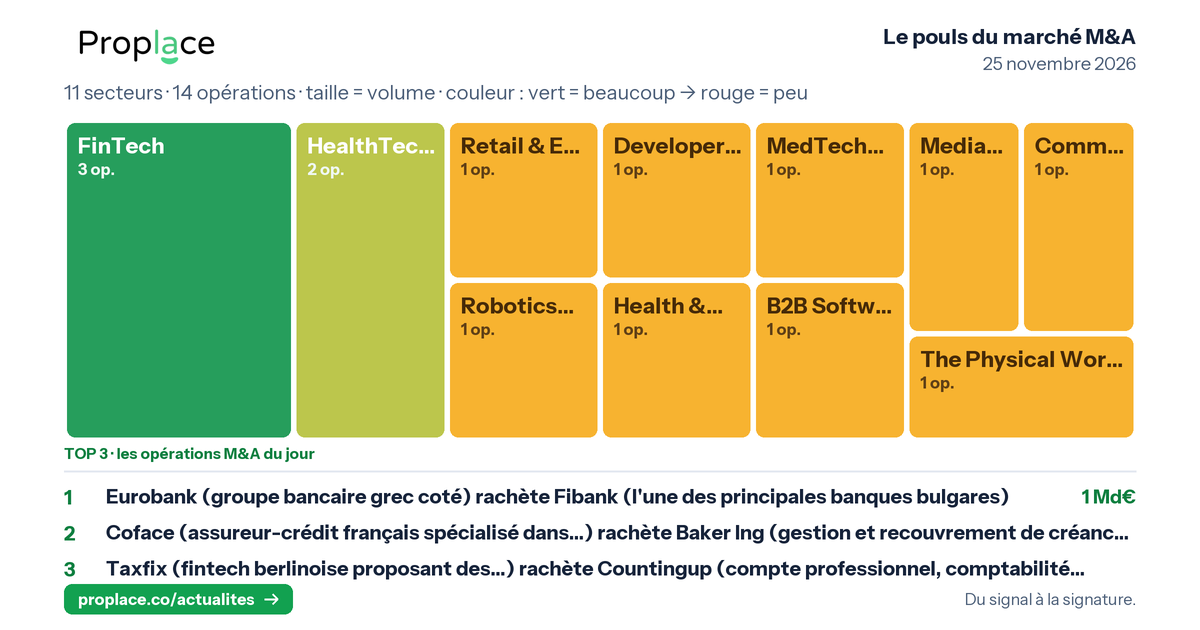 Proplace
Le pouls du marché M&A
25 novembre 2026
11 secteurs · 14 opérations · taille = volume · couleur : vert = beaucoup → rouge = peu
FinTech
3 op.
HealthTec...
2 op.
Retail & E...
1 op.
Developer...
1 op.
MedTech...
1 op.
Media...
1 op.
Comm...
1 op.
Robotics...
1 op.
Health &...
1 op.
B2B Softw...
1 op.
The Physical Wor...
1 op.
TOP 3 · les opérations M&A du jour
1 Eurobank (groupe bancaire grec coté) rachète Fibank (l'une des principales banques bulgares) 1 Md€
2 Coface (assureur-crédit français spécialisé dans...) rachète Baker Ing (gestion et recouvrement de créanc...
3 Taxfix (fintech berlinoise proposant des...) rachète Countingup (compte professionnel, comptabilité...
proplace.co/actualites →
Du signal à la signature.